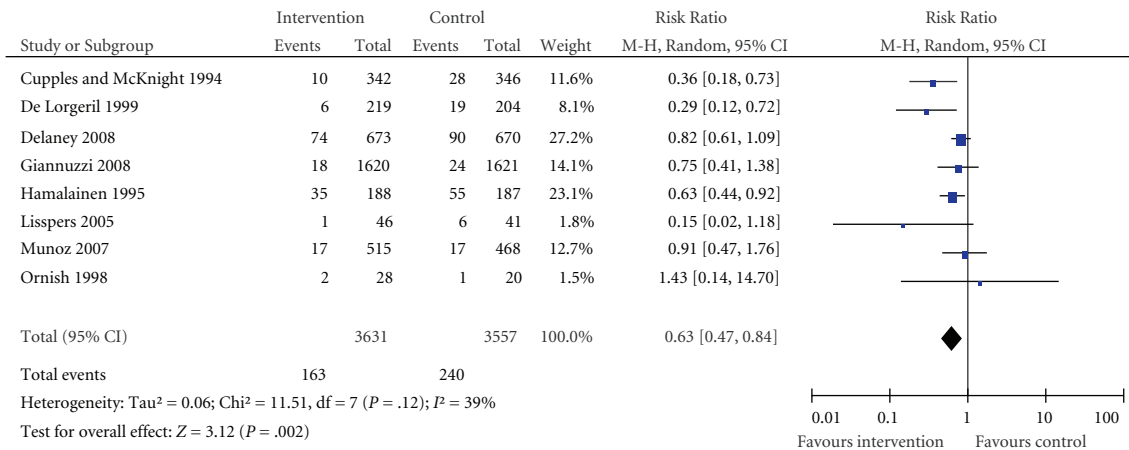 Intervention Control Risk Ratio Risk Ratio
Study or Subgroup Events Total Events Total Weight M-H, Random, 95% CI M-H, Random, 95% CI
Cupples and McKnight 1994 10 342 28 346 11.6% 0.36 [0.18, 0.73]
De Lorgeril 1999 6 219 19 204 8.1% 0.29 [0.12, 0.72]
Delaney 2008 74 673 90 670 27.2% 0.82 [0.61, 1.09]
Giannuzzi 2008 18 1620 24 1621 14.1% 0.75 [0.41, 1.38]
Hamalainen 1995 35 188 55 187 23.1% 0.63 [0.44, 0.92]
Lisspers 2005 1 46 6 41 1.8% 0.15 [0.02, 1.18]
Munoz 2007 17 515 17 468 12.7% 0.91 [0.47, 1.76]
Ornish 1998 2 28 1 20 1.5% 1.43 [0.14, 14.70]
Total (95% CI) 3631 3557 100.0% 0.63 [0.47, 0.84]
Total events 163 240
Heterogeneity: Tau² = 0.06; Chi² = 11.51, df = 7 (P = .12); I² = 39%
Test for overall effect: Z = 3.12 (P = .002)
0.01 0.1 1 10 100
Favours intervention Favours control